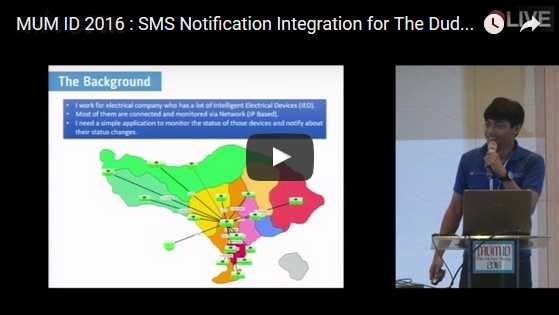 MUM ID 2016 : SMS Notification Integration for The Dud...
LIVE
The Background
I work for electrical company who has a lot of Intelligent Electrical Devices (IED).
Most of them are connected and monitored via Network (IP Based).
I need a simple application to monitor the status of those devices and notify about
their status changes.
MUM ID
2016